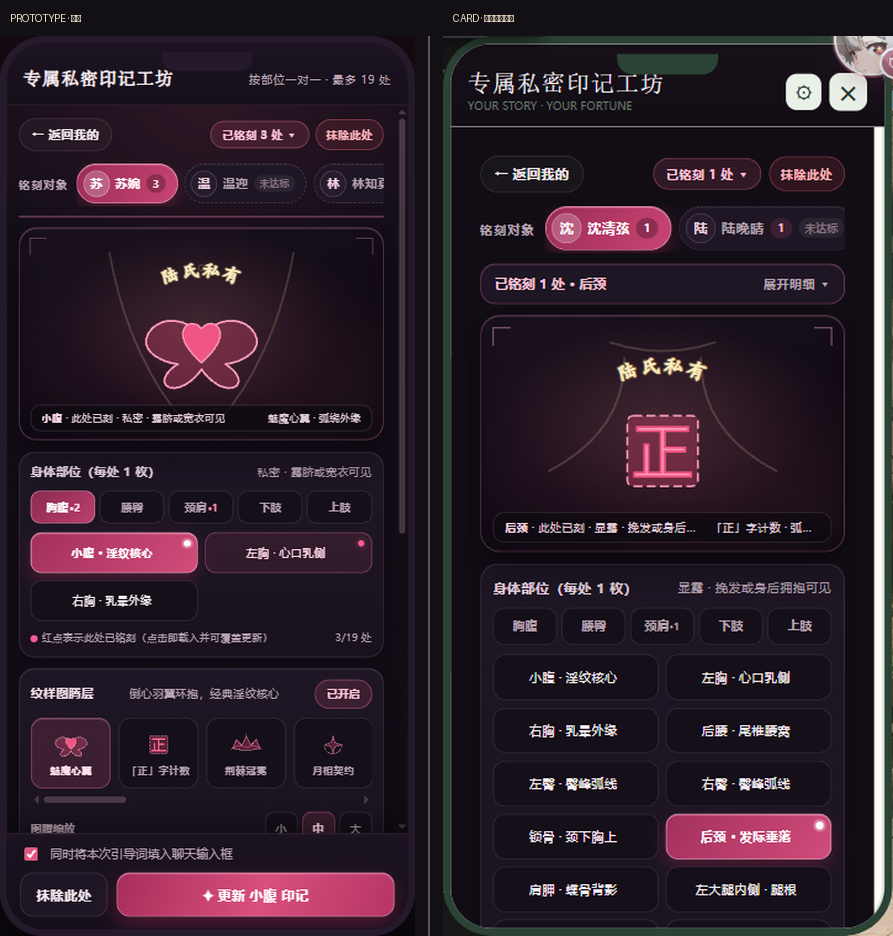 PROTOTYPE·
专属私密印记工坊
按部位一对一 · 最多 19 处
← 返回我的
已铭刻 3 处 ▾
抹除此处
铭刻对象
苏 苏婉 3
温 温迎 未达标
林 林知
陆氏私有
小腹 · 此处已刻 · 私密 · 露脐或宽衣可见
魅魔心翼 · 弧绕外缘
身体部位（每处 1 枚）
私密 · 露脐或宽衣可见
胸腹•2
腰臀
颈肩•1
下肢
上肢
小腹 • 淫纹核心
左胸 · 心口乳侧
右胸 · 乳晕外缘
红点表示此处已铭刻（点击即载入并可覆盖更新）
3/19 处
纹样图腾层
倒心羽翼环抱，经典淫纹核心
已开启
魅魔心翼
「正」字计数
荆棘冠冕
月相契约
图腾缩放
小
中
大
同时将本次引导词填入聊天输入框
抹除此处
✦ 更新 小腹 印记
CARD·
专属私密印记工坊
YOUR STORY · YOUR FORTUNE
← 返回我的
已铭刻 1 处 ▾
抹除此处
铭刻对象
沈 沈清弦 1
陆 陆晚晴 1 未达标
已铭刻 1 处 • 后颈
展开明细 ▾
陆氏私有
正
后颈 · 此处已刻 · 显露 · 挽发或身后...
「正」字计数 · 弧...
身体部位（每处 1 枚）
显露 · 挽发或身后拥抱可见
胸腹
腰臀
颈肩•1
下肢
上肢
小腹 · 淫纹核心
左胸 · 心口乳侧
右胸 · 乳晕外缘
后腰 · 尾椎腰窝
左臀 · 臀峰弧线
右臀 · 臀峰弧线
锁骨 · 颈下胸上
后颈 • 发际垂落
肩胛 · 蝶骨背影
左大腿内侧 · 腿根